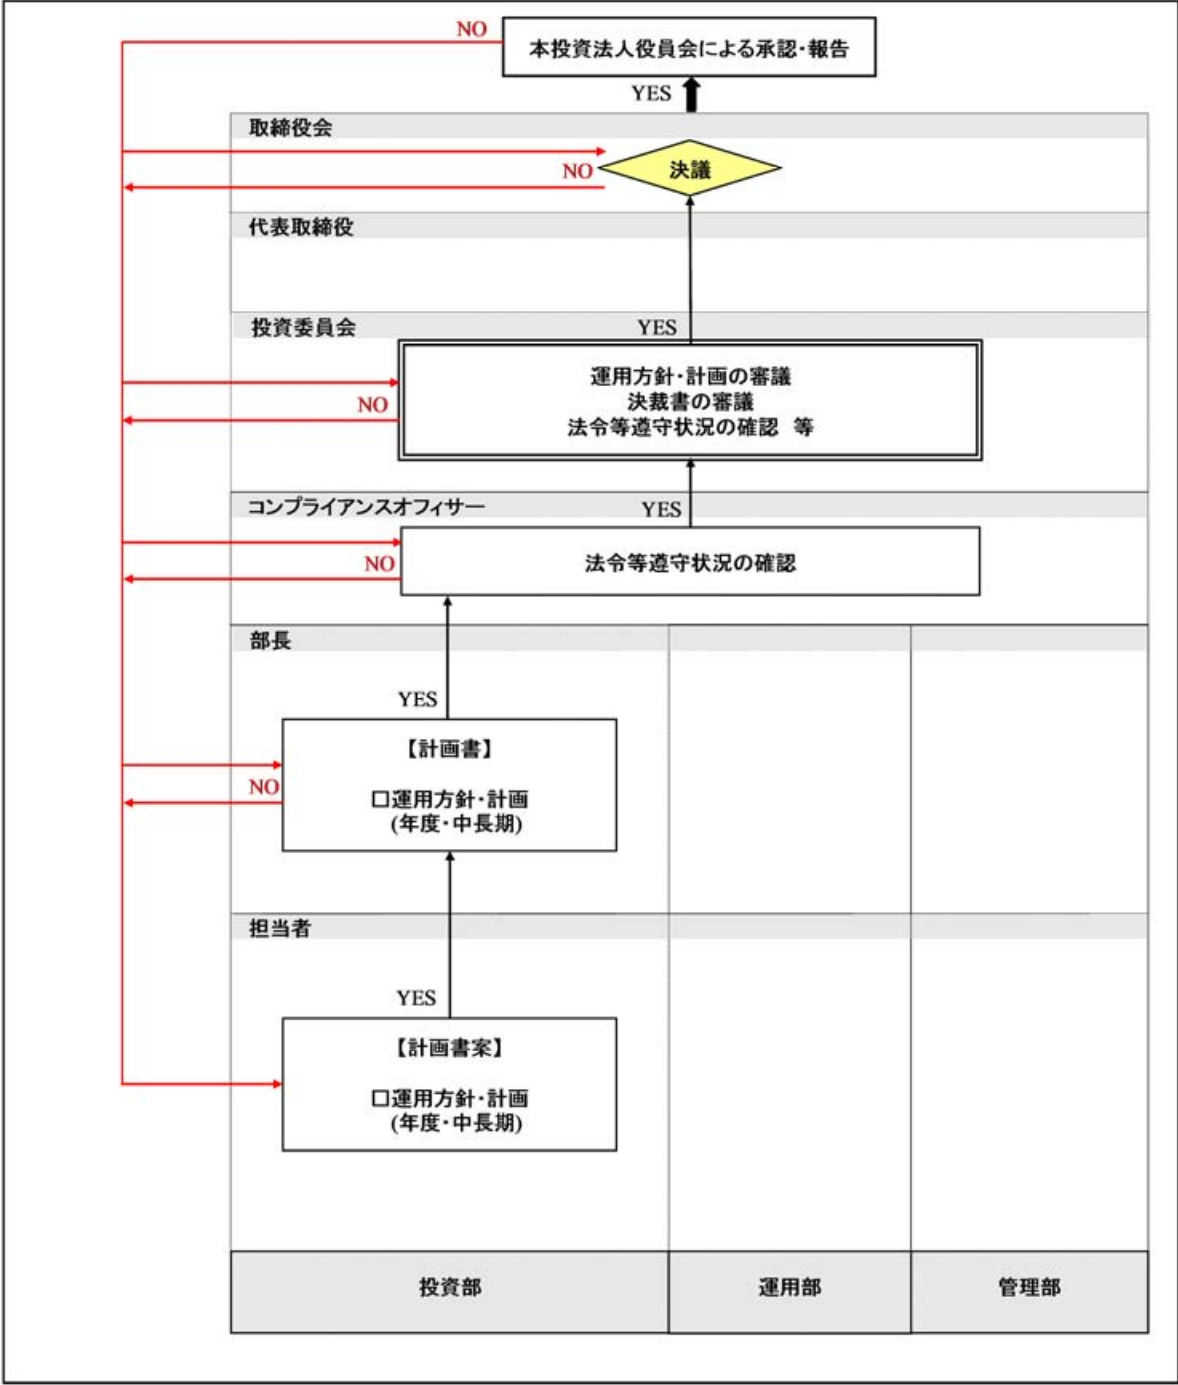 NO
本投資法人役員会による承認・報告
YES
取締役会
NO
決議
代表取締役
投資委員会
YES
運用方針・計画の審議
決裁書の審議
法令等遵守状況の確認 等
NO
コンプライアンスオフィサー
YES
法令等遵守状況の確認
NO
部長
YES
【計画書】
□運用方針・計画
(年度・中長期)
NO
担当者
YES
【計画書案】
□運用方針・計画
(年度・中長期)
投資部
運用部
管理部